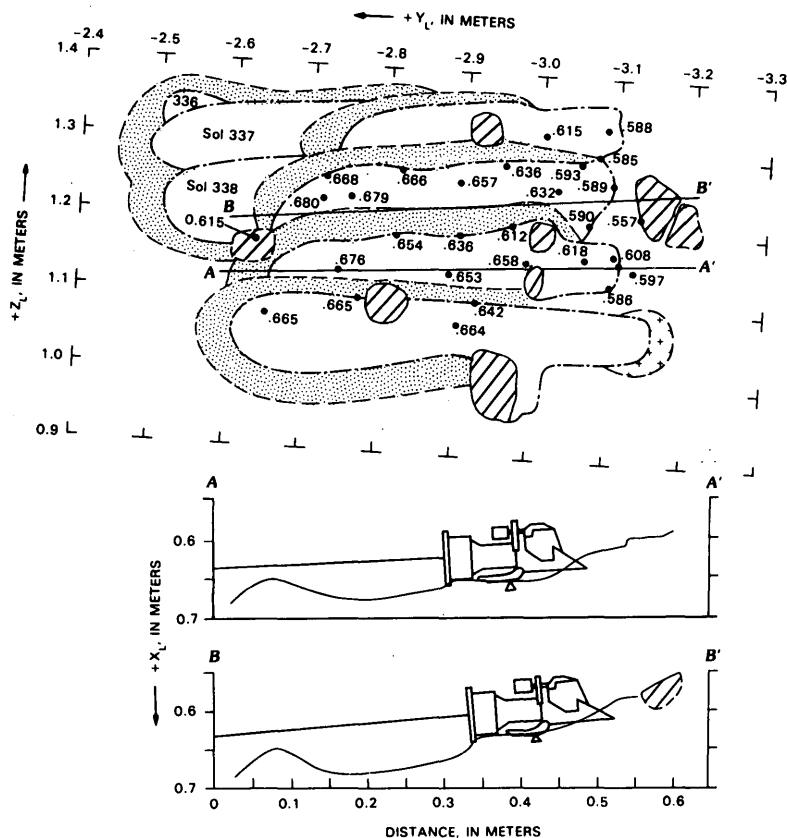 +Y_L, IN METERS
-2.4 -2.5 -2.6 -2.7 -2.8 -2.9 -3.0 -3.1 -3.2 -3.3
1.4
336
1.3
Sol 337
.615 .588
.585
.636 .593
.668 .666 .657 .589
1.2
Sol 338
.632
B B'
.680 .679
0.615
.590 .557
.612
.654 .636
.618 .608
.676 .658
A A'
1.1
.653 .597
.586
.665 .642
.665 .664
1.0
0.9
+Z_L, IN METERS
A A'
0.6
0.7
+X_L, IN METERS
B B'
0.6
0.7
0 0.1 0.2 0.3 0.4 0.5 0.6
DISTANCE, IN METERS